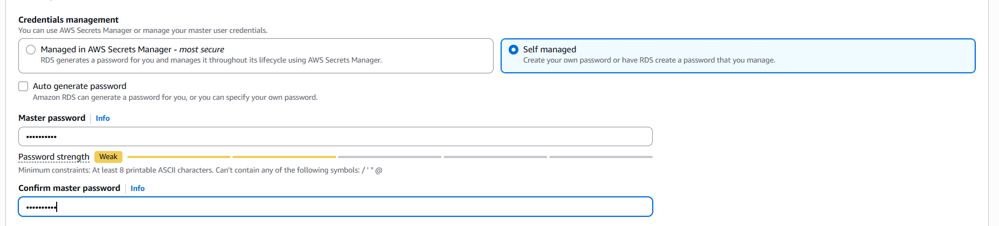 Credentials management
You can use AWS Secrets Manager or manage your master user credentials.
Managed in AWS Secrets Manager - most secure
RDS generates a password for you and manages it throughout its lifecycle using AWS Secrets Manager.
Self managed
Create your own password or have RDS create a password that you manage.
Auto generate password
Amazon RDS can generate a password for you, or you can specify your own password.
Master password Info
••••••••••
Password strength Weak
Minimum constraints: At least 8 printable ASCII characters. Can't contain any of the following symbols: / ' " @
Confirm master password Info
••••••••••